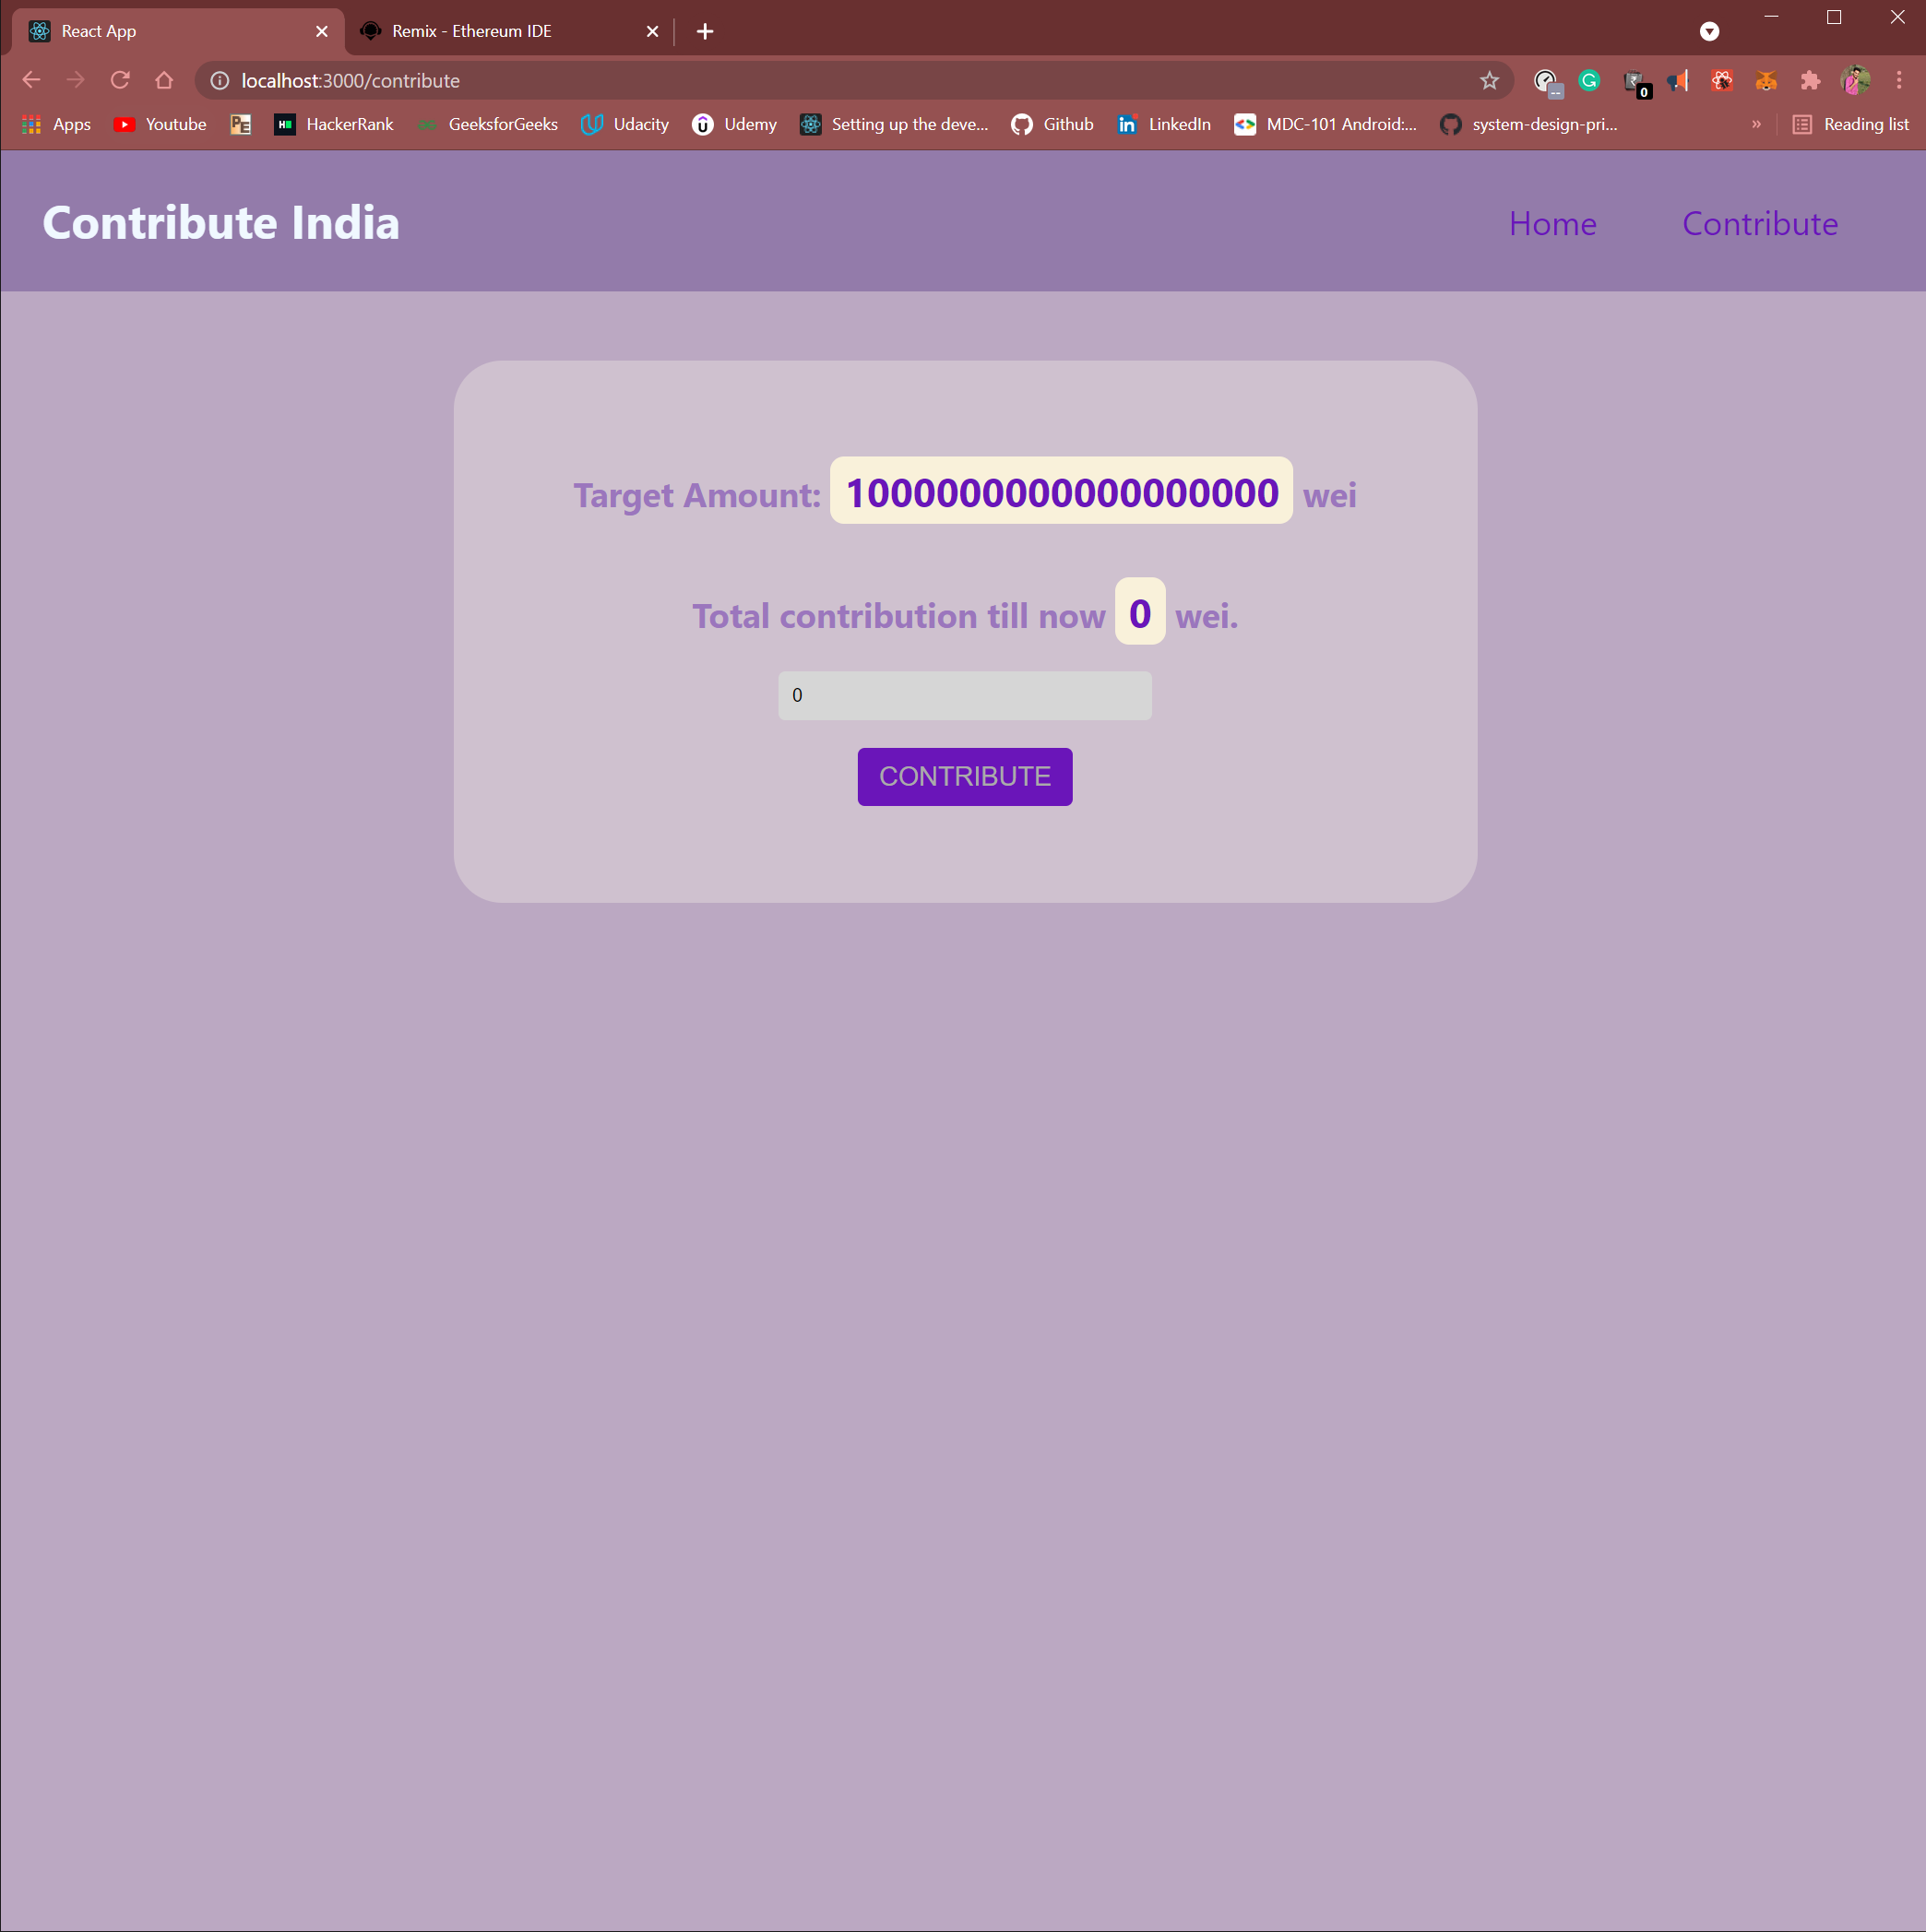 React App
Remix - Ethereum IDE
localhost:3000/contribute
0
Apps
Youtube
HackerRank
GeeksforGeeks
Udacity
Udemy
Setting up the deve...
Github
LinkedIn
MDC-101 Android:...
system-design-pri...
»
Reading list
Contribute India
Home
Contribute
Target Amount: 1000000000000000000 wei
Total contribution till now 0 wei.
0
CONTRIBUTE